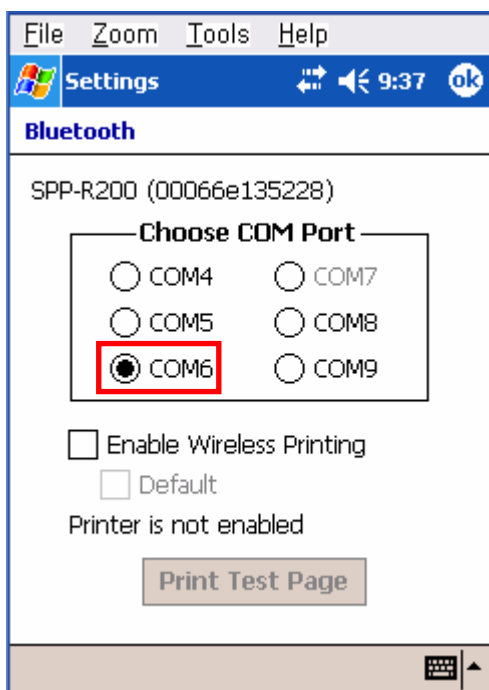 File Zoom Tools Help
Settings 9:37 ok
Bluetooth
SPP-R200 (00066e135228)
Choose COM Port
COM4 COM7
COM5 COM8
COM6 COM9
Enable Wireless Printing
Default
Printer is not enabled
Print Test Page